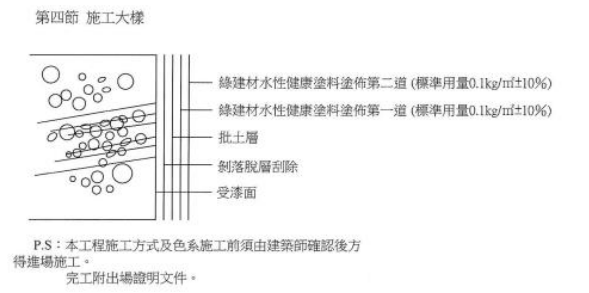 第四節 施工大樣
綠建材水性健康塗料塗佈第二道 (標準用量0.1kg/㎡±10%)
綠建材水性健康塗料塗佈第一道 (標準用量0.1kg/㎡±10%)
批土層
剝落脫層刮除
受漆面
P.S：本工程施工方式及色系施工前須由建築師確認後方
得進場施工。
完工附出場證明文件。